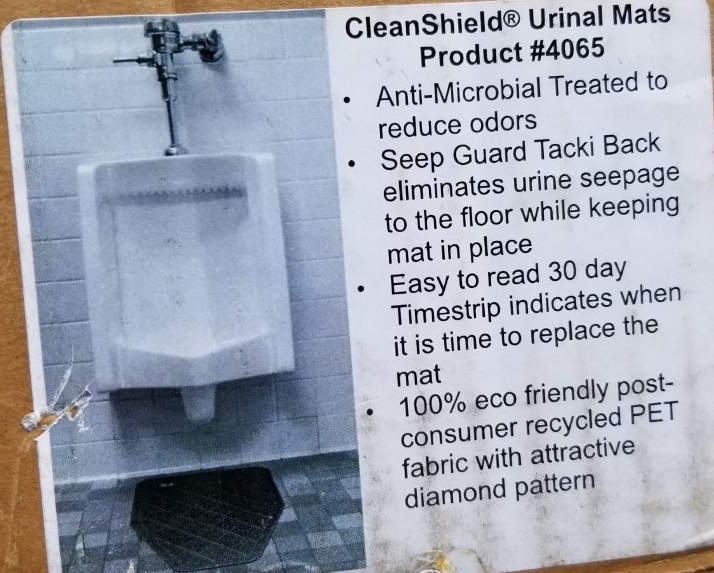 CleanShield® Urinal Mats
Product #4065
• Anti-Microbial Treated to
reduce odors
• Seep Guard Tacki Back
eliminates urine seepage
to the floor while keeping
mat in place
• Easy to read 30 day
Timestrip indicates when
it is time to replace the
mat
• 100% eco friendly post-
consumer recycled PET
fabric with attractive
diamond pattern